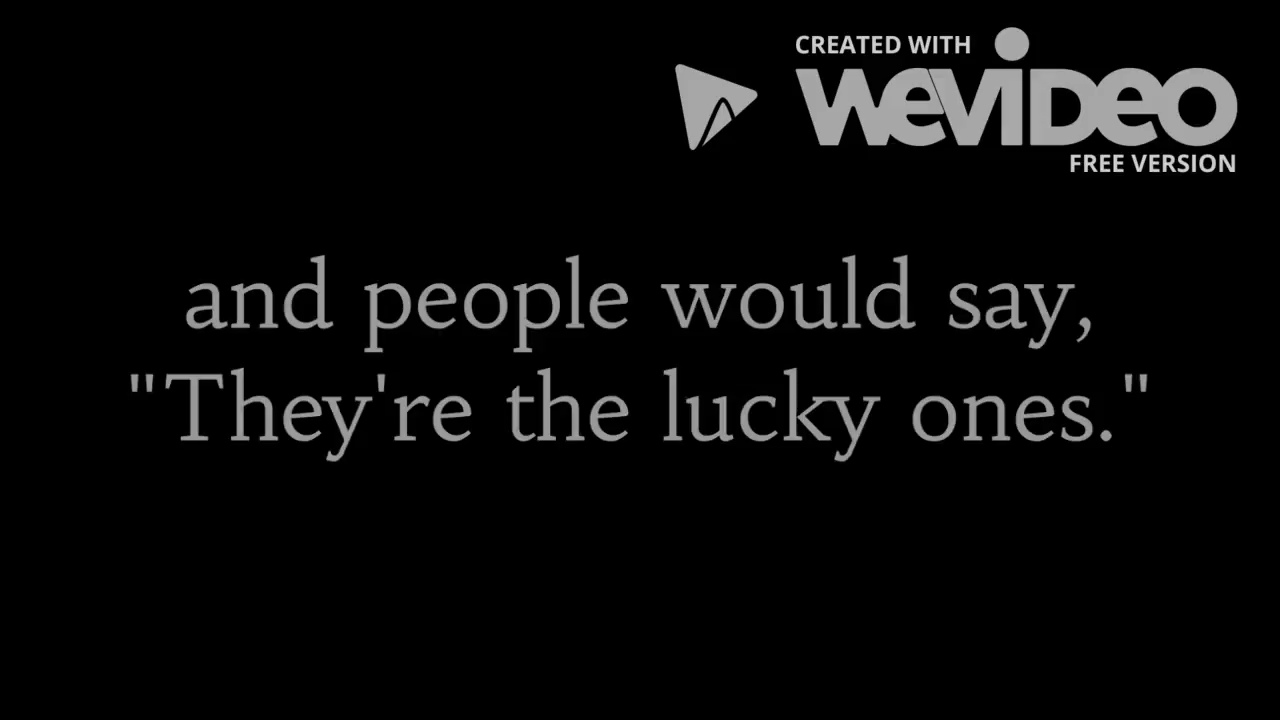 CREATED WITH
WEVIDEO
FREE VERSION
and people would say,
"They're the lucky ones."